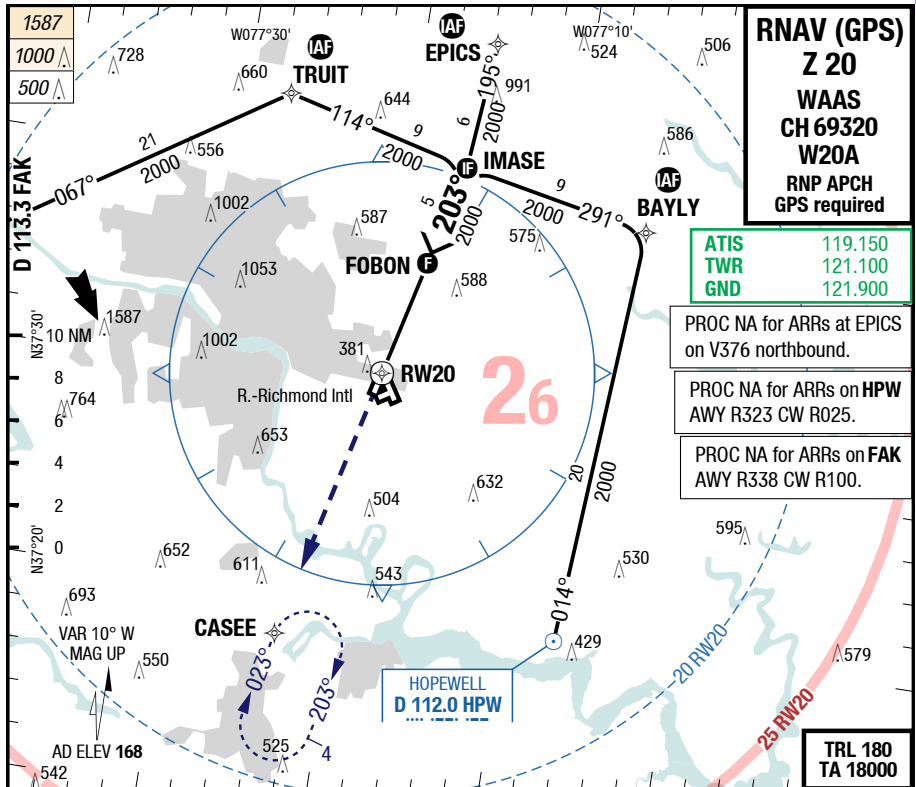 1587
1000
500
RNAV (GPS)
Z 20
WAAS
CH 69320
W20A
RNP APCH
GPS required
ATIS 119.150
TWR 121.100
GND 121.900
PROC NA for ARRs at EPICS
on V376 northbound.
PROC NA for ARRs on HPW
AWY R323 CW R025.
PROC NA for ARRs on FAK
AWY R338 CW R100.
TRL 180
TA 18000
W077°30'
W077°10'
728
IAF
TRUIT
660
IAF
EPICS
524
506
195°
991
644
114°
9
2000
6
2000
586
21
2000
556
067°
D 113.3 FAK
IF
IMASE
9
2000
291°
IAF
BAYLY
5
203°
2000
1002
587
575
FOBON
F
1053
588
1587
N37°30'
10 NM
8
6
4
2
0
N37°20'
1002
381
RW20
R.-Richmond Intl
26
764
653
632
504
20
2000
595
652
611
543
530
693
014°
VAR 10° W
MAG UP
CASEE
429
579
550
023°
203°
4
525
HOPEWELL
D 112.0 HPW
20 RW20
25 RW20
AD ELEV 168
542